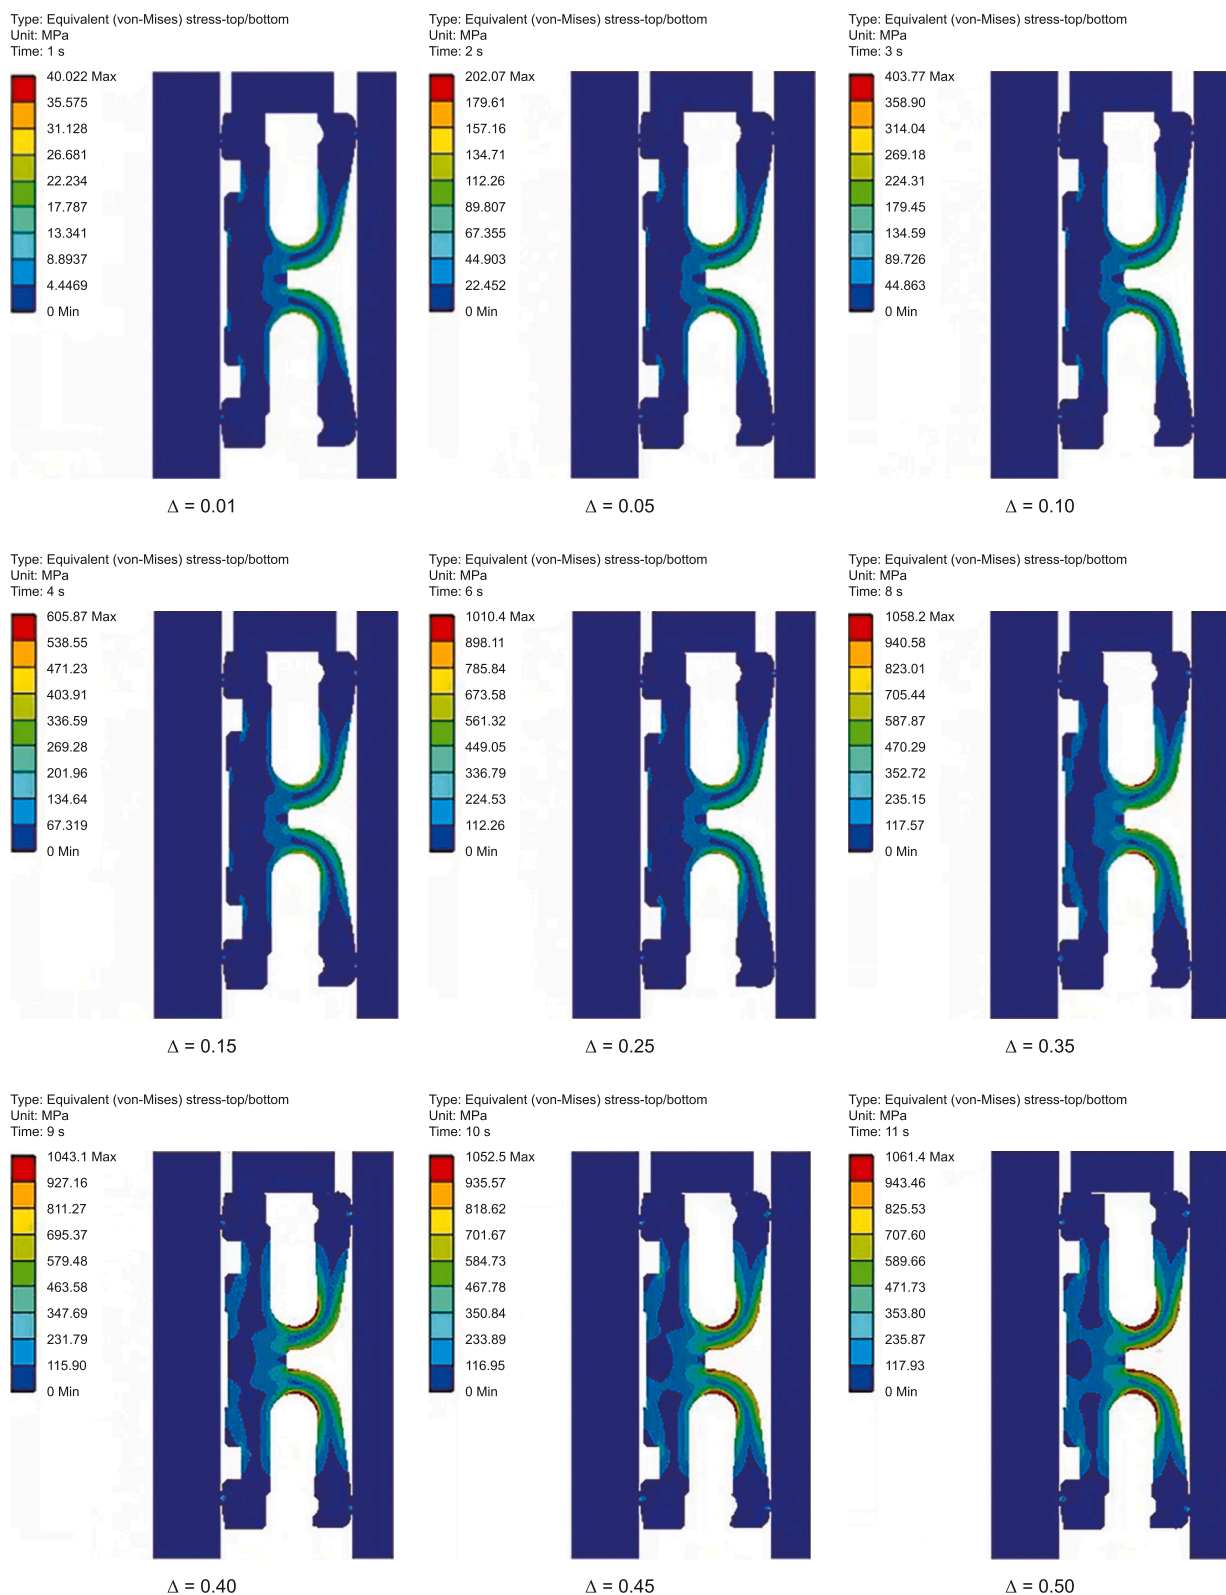 Type: Equivalent (von-Mises) stress-top/bottom
Unit: MPa
Time: 1 s
40.022 Max
35.575
31.128
26.681
22.234
17.787
13.341
8.8937
4.4469
0 Min
Δ = 0.01
Type: Equivalent (von-Mises) stress-top/bottom
Unit: MPa
Time: 2 s
202.07 Max
179.61
157.16
134.71
112.26
89.807
67.355
44.903
22.452
0 Min
Δ = 0.05
Type: Equivalent (von-Mises) stress-top/bottom
Unit: MPa
Time: 3 s
403.77 Max
358.90
314.04
269.18
224.31
179.45
134.59
89.726
44.863
0 Min
Δ = 0.10
Type: Equivalent (von-Mises) stress-top/bottom
Unit: MPa
Time: 4 s
605.87 Max
538.55
471.23
403.91
336.59
269.28
201.96
134.64
67.319
0 Min
Δ = 0.15
Type: Equivalent (von-Mises) stress-top/bottom
Unit: MPa
Time: 6 s
1010.4 Max
898.11
785.84
673.58
561.32
449.05
336.79
224.53
112.26
0 Min
Δ = 0.25
Type: Equivalent (von-Mises) stress-top/bottom
Unit: MPa
Time: 8 s
1058.2 Max
940.58
823.01
705.44
587.87
470.29
352.72
235.15
117.57
0 Min
Δ = 0.35
Type: Equivalent (von-Mises) stress-top/bottom
Unit: MPa
Time: 9 s
1043.1 Max
927.16
811.27
695.37
579.48
463.58
347.69
231.79
115.90
0 Min
Δ = 0.40
Type: Equivalent (von-Mises) stress-top/bottom
Unit: MPa
Time: 10 s
1052.5 Max
935.57
818.62
701.67
584.73
467.78
350.84
233.89
116.95
0 Min
Δ = 0.45
Type: Equivalent (von-Mises) stress-top/bottom
Unit: MPa
Time: 11 s
1061.4 Max
943.46
825.53
707.60
589.66
471.73
353.80
235.87
117.93
0 Min
Δ = 0.50